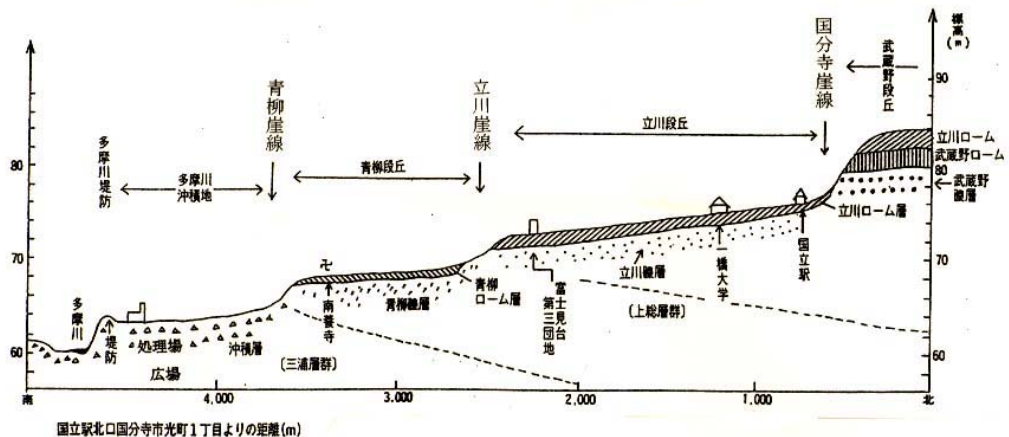 標高(m)
国分寺崖線
武蔵野段丘
90
青柳崖線
立川崖線
多摩川堤防
立川段丘
立川ローム
武蔵野ローム
80
80
多摩川沖積地
青柳段丘
武蔵野礫層
立川ローム層
卍
70
70
青柳ローム層
立川礫層
一橋大学
国立駅
南養寺
青柳礫層
富士見台第三団地
〔上総層群〕
多摩川
堤防
処理場
沖積層
〔三浦層群〕
60
60
広場
南
4,000
3,000
2,000
1,000
北
国立駅北口国分寺市光町1丁目よりの距離(m)